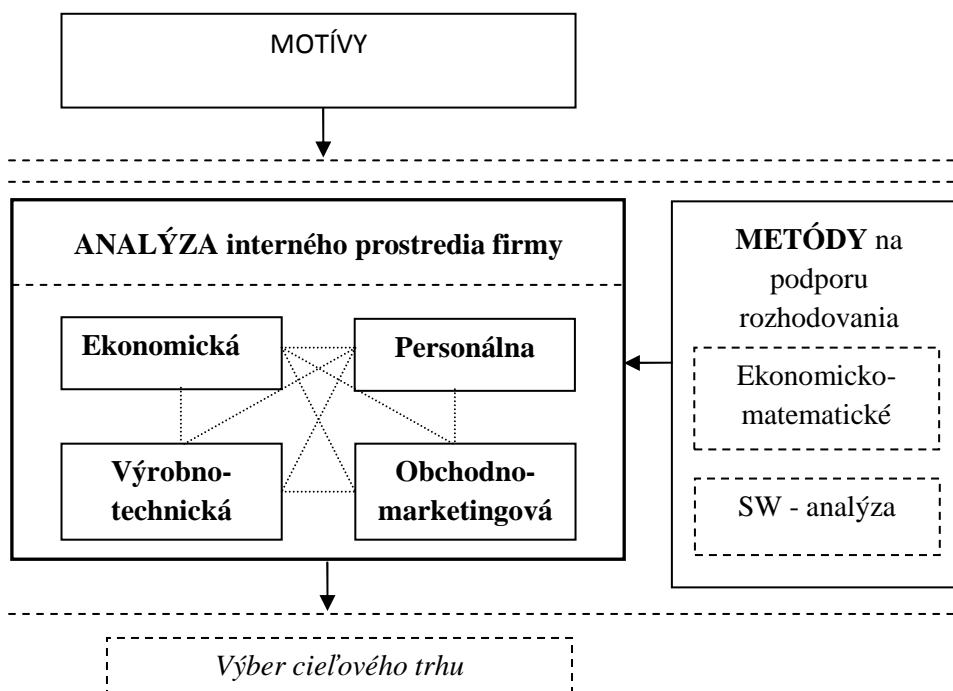 MOTÍVY
ANALÝZA interného prostredia firmy
Ekonomická
Personálna
Výrobno-
technická
Obchodno-
marketingová
METÓDY na
podporu
rozhodovania
Ekonomicko-
matematické
SW - analýza
Výber cieľového trhu